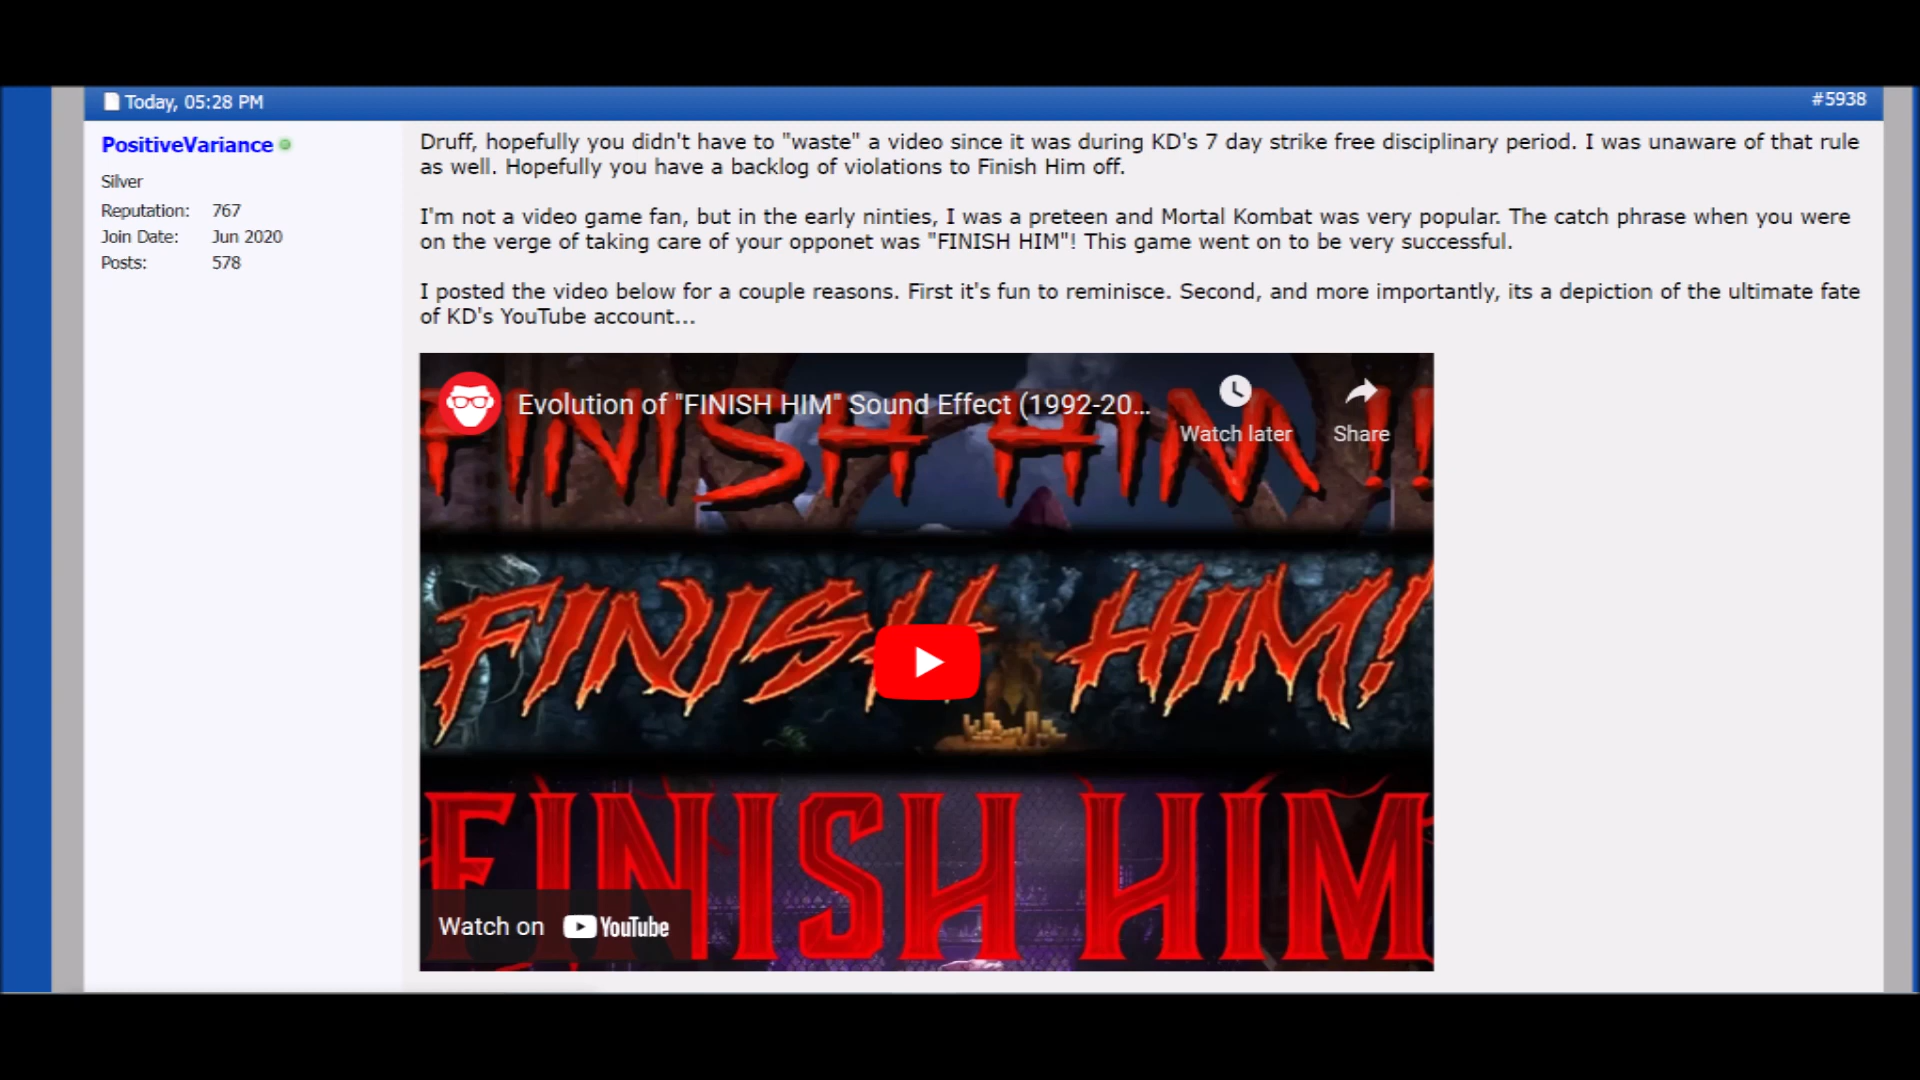 Today, 05:28 PM
#5938
PositiveVariance
Silver
Reputation: 767
Join Date: Jun 2020
Posts: 578
Druff, hopefully you didn't have to "waste" a video since it was during KD's 7 day strike free disciplinary period. I was unaware of that rule
as well. Hopefully you have a backlog of violations to Finish Him off.
I'm not a video game fan, but in the early ninties, I was a preteen and Mortal Kombat was very popular. The catch phrase when you were
on the verge of taking care of your opponet was "FINISH HIM"! This game went on to be very successful.
I posted the video below for a couple reasons. First it's fun to reminisce. Second, and more importantly, its a depiction of the ultimate fate
of KD's YouTube account...
Evolution of "FINISH HIM" Sound Effect (1992-20...
Watch later
Share
FINISH HIM!!
FINISH HIM!
FINISH HIM
Watch on YouTube